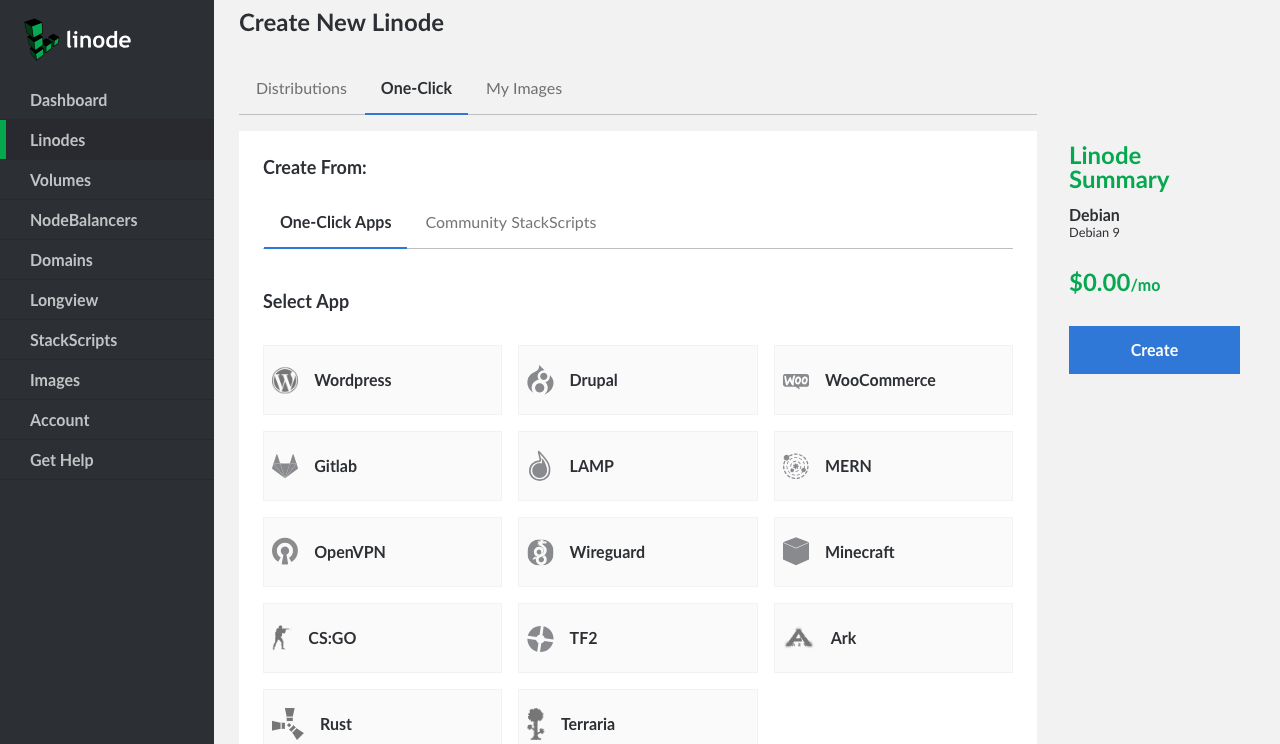 linode
Dashboard
Linodes
Volumes
NodeBalancers
Domains
Longview
StackScripts
Images
Account
Get Help
Create New Linode
Distributions
One-Click
My Images
Create From:
One-Click Apps
Community StackScripts
Select App
Wordpress
Drupal
WOO
WooCommerce
Gitlab
LAMP
MERN
OpenVPN
Wireguard
Minecraft
CS:GO
TF2
Ark
Rust
Terraria
Linode
Summary
Debian
Debian 9
$0.00/mo
Create